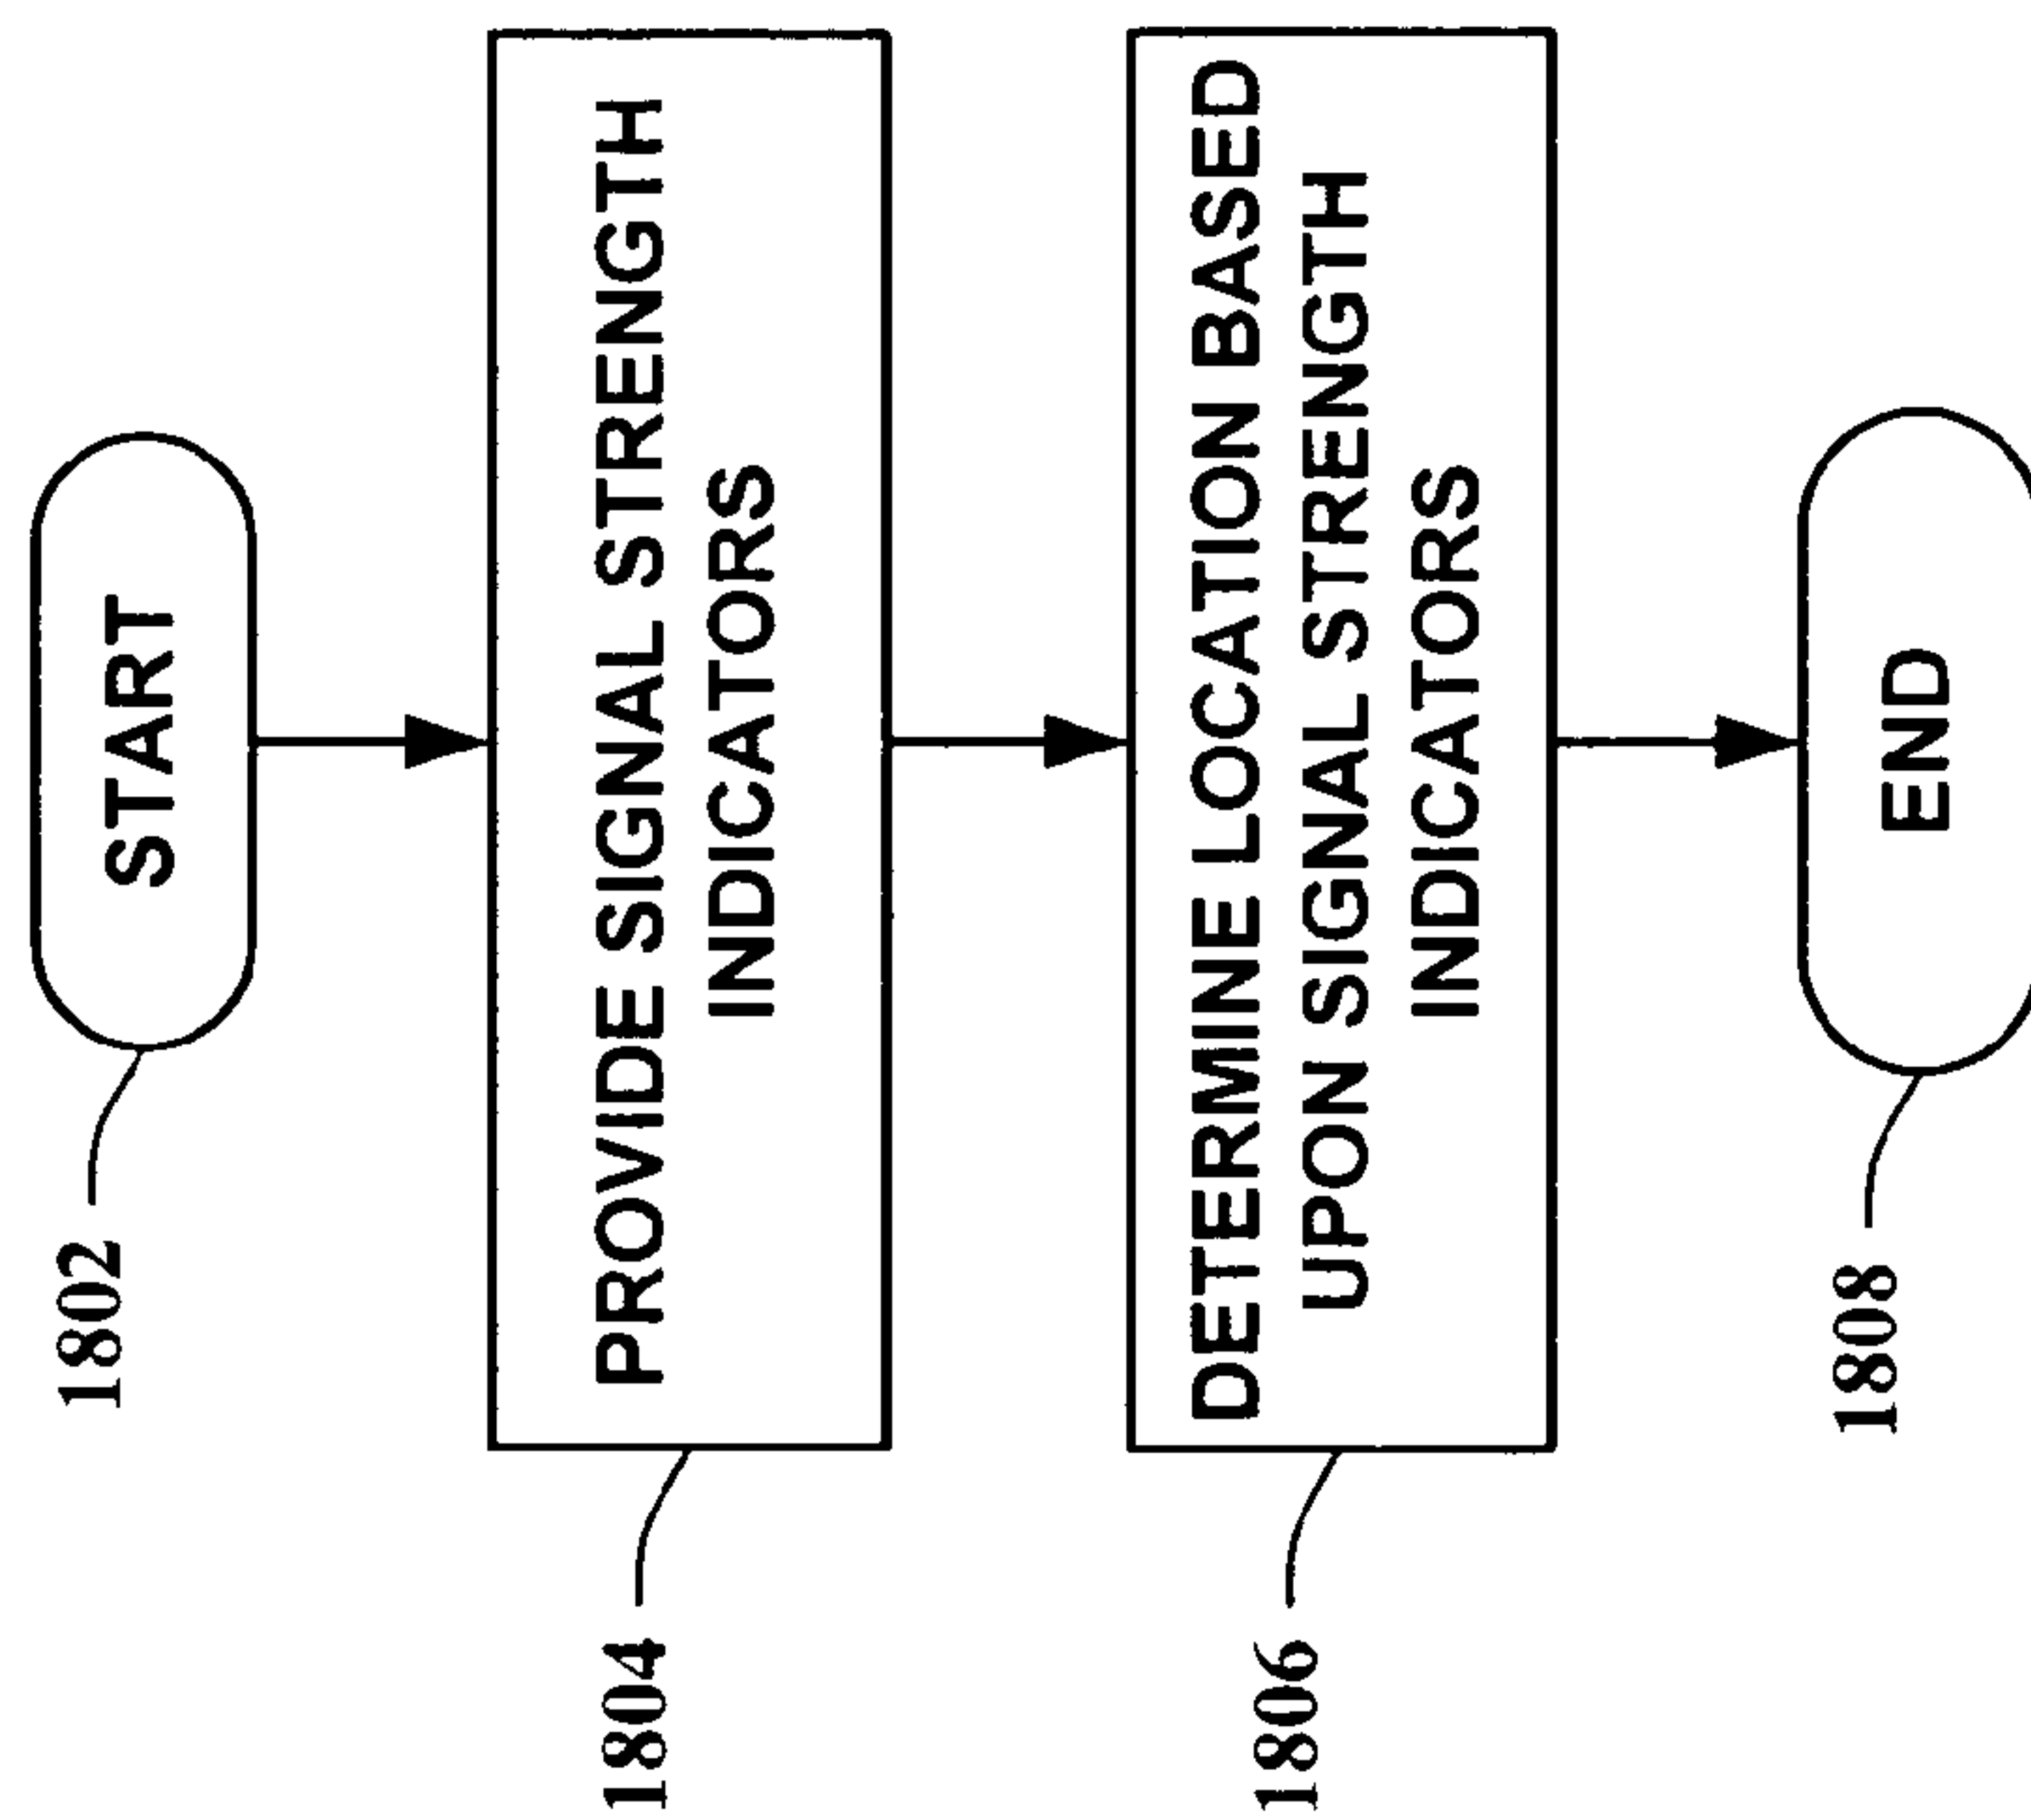 1802
START
1804
PROVIDE SIGNAL STRENGTH
INDICATORS
1806
DETERMINE LOCATION BASED
UPON SIGNAL STRENGTH
INDICATORS
1808
END